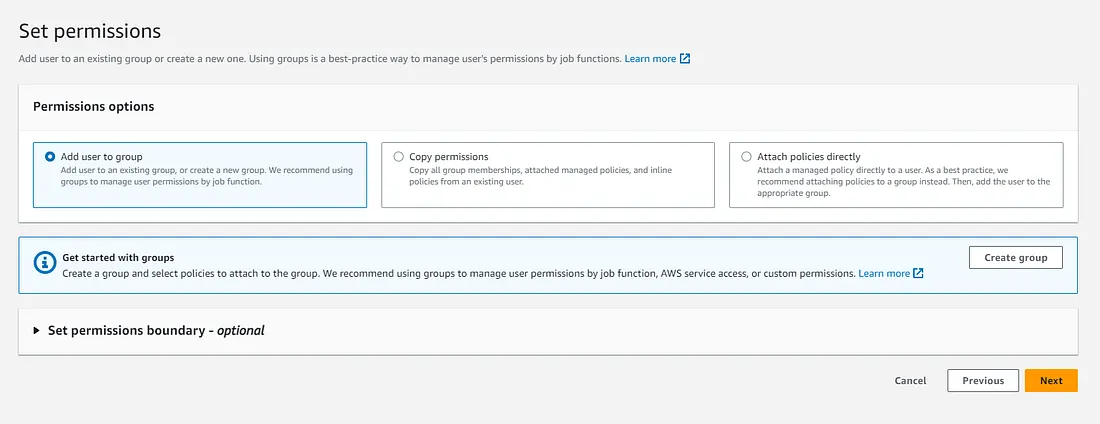 Set permissions
Add user to an existing group or create a new one. Using groups is a best-practice way to manage user's permissions by job functions. Learn more
Permissions options
Add user to group
Add user to an existing group, or create a new group. We recommend using
groups to manage user permissions by job function.
Copy permissions
Copy all group memberships, attached managed policies, and inline
policies from an existing user.
Attach policies directly
Attach a managed policy directly to a user. As a best practice, we
recommend attaching policies to a group instead. Then, add the user to the
appropriate group.
Get started with groups
Create a group and select policies to attach to the group. We recommend using groups to manage user permissions by job function, AWS service access, or custom permissions. Learn more
Create group
Set permissions boundary - optional
Cancel
Previous
Next